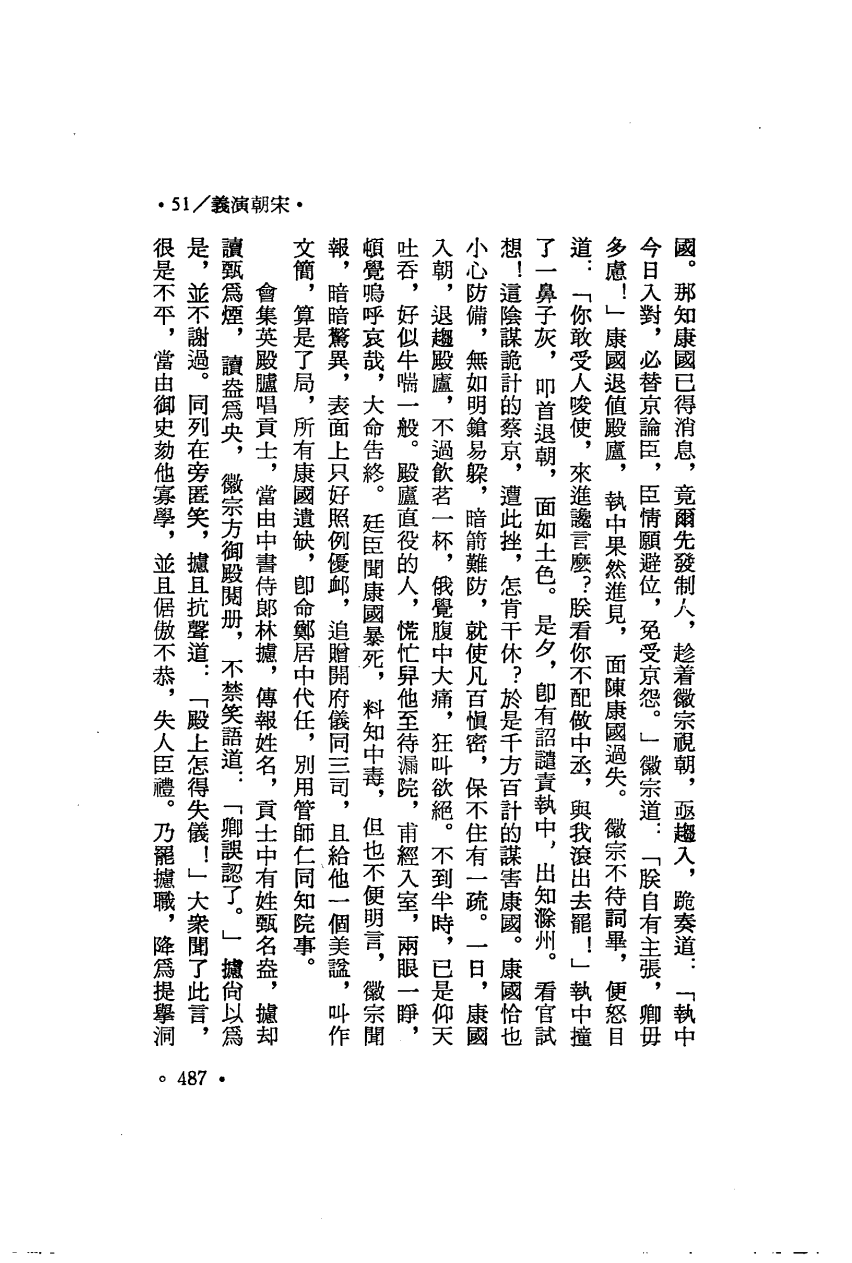 •51／義演朝宋•
國。那知康國已得消息，竟爾先發制人，趁着徽宗視朝，亟趨入，跪奏道：「執中
今日入對，必替京論臣，臣情願避位，免受京怨。」徽宗道：「朕自有主張，卿毋
多慮！」康國退值殿廬，執中果然進見，面陳康國過失。徽宗不待詞畢，便怒目
道：「你敢受人唆使，來進讒言麼？朕看你不配做中丞，與我滾出去罷！」執中撞
了一鼻子灰，叩首退朝，面如土色。是夕，卽有詔譴責執中，出知滁州。看官試
想！這陰謀詭計的蔡京，遭此挫，怎肯干休？於是千方百計的謀害康國。康國恰也
小心防備，無如明鎗易躱，暗箭難防，就使凡百愼密，保不住有一疏。一日，康國
入朝，退趨殿廬，不過飮茗一杯，俄覺腹中大痛，狂叫欲絕。不到半時，已是仰天
吐吞，好似牛喘一般。殿廬直役的人，慌忙舁他至待漏院，甫經入室，兩眼一睜，
頓覺嗚呼哀哉，大命告終。廷臣聞康國暴死，料知中毒，但也不便明言，徽宗聞
報，暗暗驚異，表面上只好照例優卹，追贈開府儀同三司，且給他一個美諡，叫作
文簡，算是了局，所有康國遺缺，卽命鄭居中代任，別用管師仁同知院事。
會集英殿臚唱貢士，當由中書侍郞林攄，傳報姓名，貢士中有姓甄名盎，攄却
讀甄爲煙，讀盎爲央，徽宗方御殿閱册，不禁笑語道：「卿誤認了。」攄尙以爲
是，並不謝過。同列在旁匿笑，攄且抗聲道：「殿上怎得失儀！」大衆聞了此言，
很是不平，當由御史劾他寡學，並且倨傲不恭，失人臣禮。乃罷攄職，降爲提擧洞
。487•